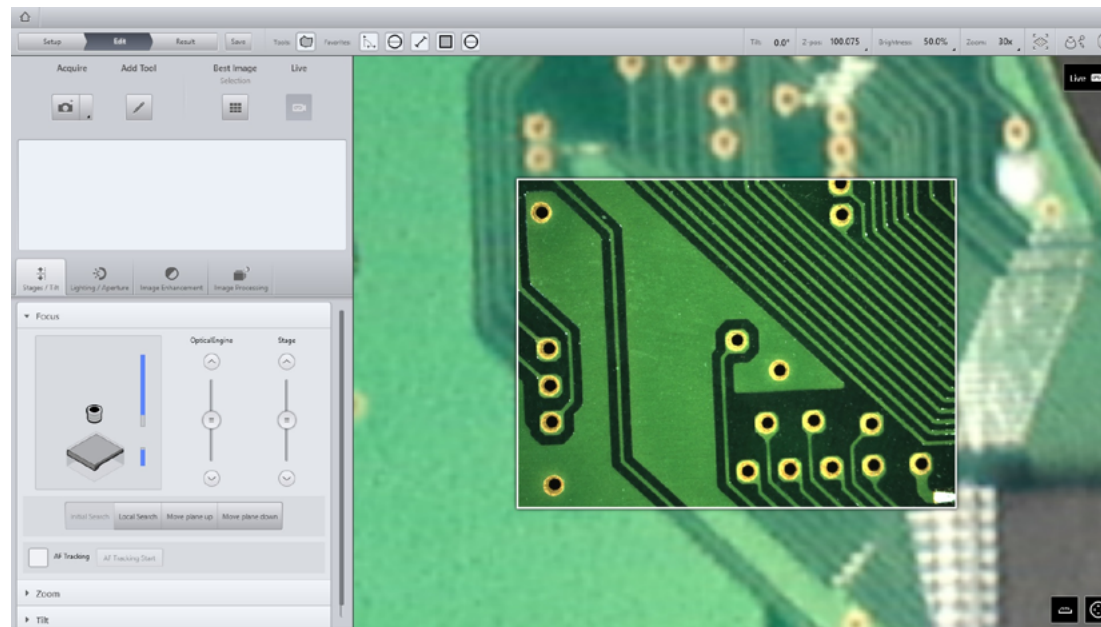 Setup Edit Result Save Tools: Favorites: Tilt: 0.0° Z-pos: 100.075 Brightness: 50.0% Zoom: 30x
Acquire Add Tool Best Image Live
Selection
Live
Stages / Tilt Lighting / Aperture Image Enhancement Image Processing
Focus
OpticalEngine Stage
Initial Search Local Search Move plane up Move plane down
AF Tracking AF Tracking Start
Zoom
Tilt